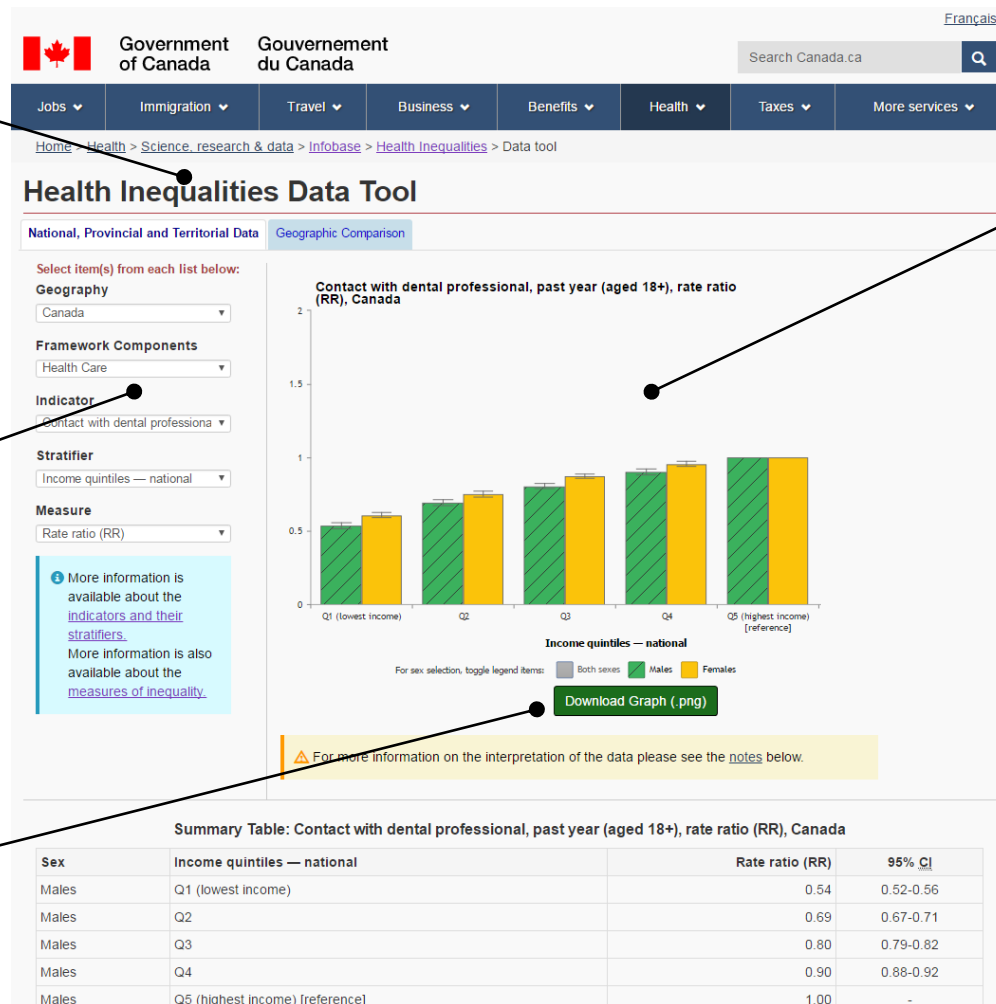 Français
Government of Canada
Gouvernement du Canada
Search Canada.ca
Jobs Immigration Travel Business Benefits Health Taxes More services
Home > Health > Science, research & data > Infobase > Health Inequalities > Data tool
Health Inequalities Data Tool
National, Provincial and Territorial Data
Geographic Comparison
Select item(s) from each list below:
Geography
Canada
Framework Components
Health Care
Indicator
Contact with dental professiona
Stratifier
Income quintiles — national
Measure
Rate ratio (RR)
More information is
available about the
indicators and their
stratifiers.
More information is also
available about the
measures of inequality.
Contact with dental professional, past year (aged 18+), rate ratio
(RR), Canada
2
1.5
1
0.5
0
Q1 (lowest income) Q2 Q3 Q4 Q5 (highest income)
[reference]
Income quintiles — national
For sex selection, toggle legend items: Both sexes Males Females
Download Graph (.png)
For more information on the interpretation of the data please see the notes below.
Summary Table: Contact with dental professional, past year (aged 18+), rate ratio (RR), Canada
Sex Income quintiles — national Rate ratio (RR) 95% CI
Males Q1 (lowest income) 0.54 0.52-0.56
Males Q2 0.69 0.67-0.71
Males Q3 0.80 0.79-0.82
Males Q4 0.90 0.88-0.92
Males Q5 (highest income) [reference] 1.00 -